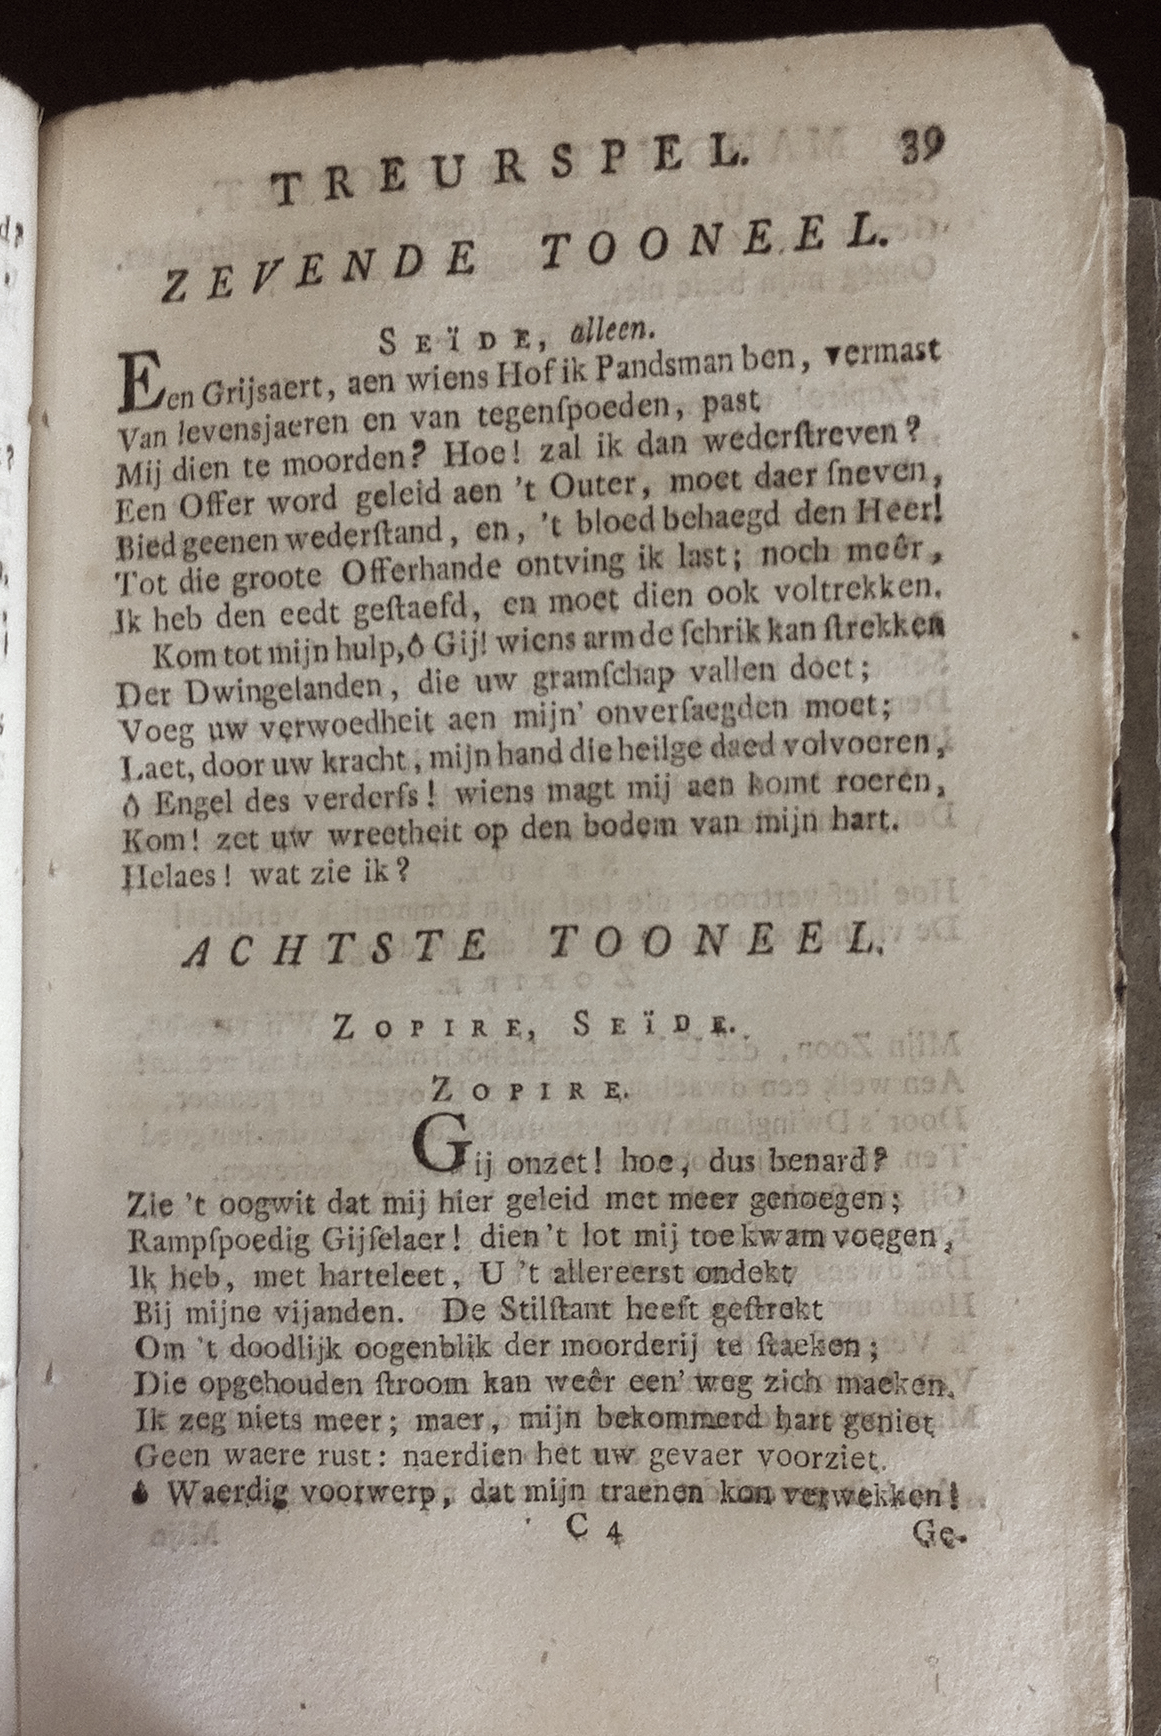 TREURSPEL. 39
ZEVENDE TOONEEL.
SEÏDE, alleen.
Een Grijsaert, aen wiens Hof ik Pandsman ben, vermast
Van levensjaeren en van tegenſpoeden, past
Mij dien te moorden? Hoe! zal ik dan wederſtreven?
Een Offer word geleid aen 't Outer, moet daer ſneven,
Bied geenen wederſtand, en, 't bloed behaegd den Heer!
Tot die groote Offerhande ontving ik last; noch meêr,
Ik heb den eedt geſtaefd, en moet dien ook voltrekken.
Kom tot mijn hulp, ô Gij! wiens arm de ſchrik kan ſtrekken
Der Dwingelanden, die uw gramſchap vallen doet;
Voeg uw verwoedheit aen mijn' onverſaegden moet;
Laet, door uw kracht, mijn hand die heilge daed volvoeren,
ô Engel des verderfs! wiens magt mij aen komt roeren,
Kom! zet uw wreetheit op den bodem van mijn hart.
Helaes! wat zie ik?
ACHTSTE TOONEEL.
ZOPIRE, SEÏDE.
ZOPIRE.
Gij onzet! hoe, dus benard?
Zie 't oogwit dat mij hier geleid met meer genoegen;
Rampſpoedig Gijſelaer! dien 't lot mij toe kwam voegen,
Ik heb, met harteleet, U 't allereerst ondekt
Bij mijne vijanden. De Stilſtant heeft geſtrekt
Om 't doodlijk oogenblik der moorderij te ſtaeken;
Die opgehouden ſtroom kan weêr een' weg zich maeken.
Ik zeg niets meer; maer, mijn bekommerd hart geniet
Geen waere rust: naerdien het uw gevaer voorziet.
ô Waerdig voorwerp, dat mijn traenen kon verwekken!
C 4 Ge-